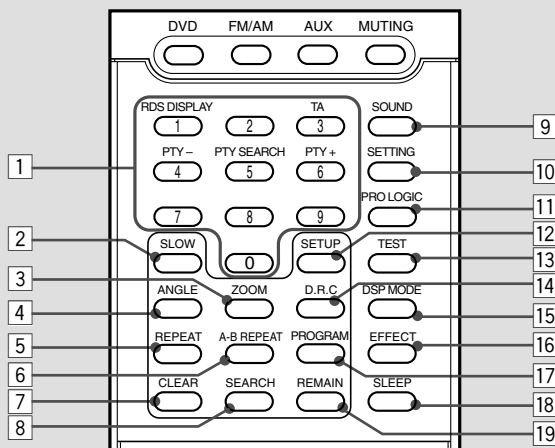 DVD FM/AM AUX MUTING
RDS DISPLAY TA SOUND
1 2 3
9
PTY – PTY SEARCH PTY + SETTING
1
4 5 6
10
PRO LOGIC
11
7 8 9
12
2
SLOW 0 SETUP TEST
13
3
14
ANGLE ZOOM D.R.C DSP MODE
4
15
5
REPEAT A-B REPEAT PROGRAM EFFECT
16
6
17
7
CLEAR SEARCH REMAIN SLEEP
18
8
19